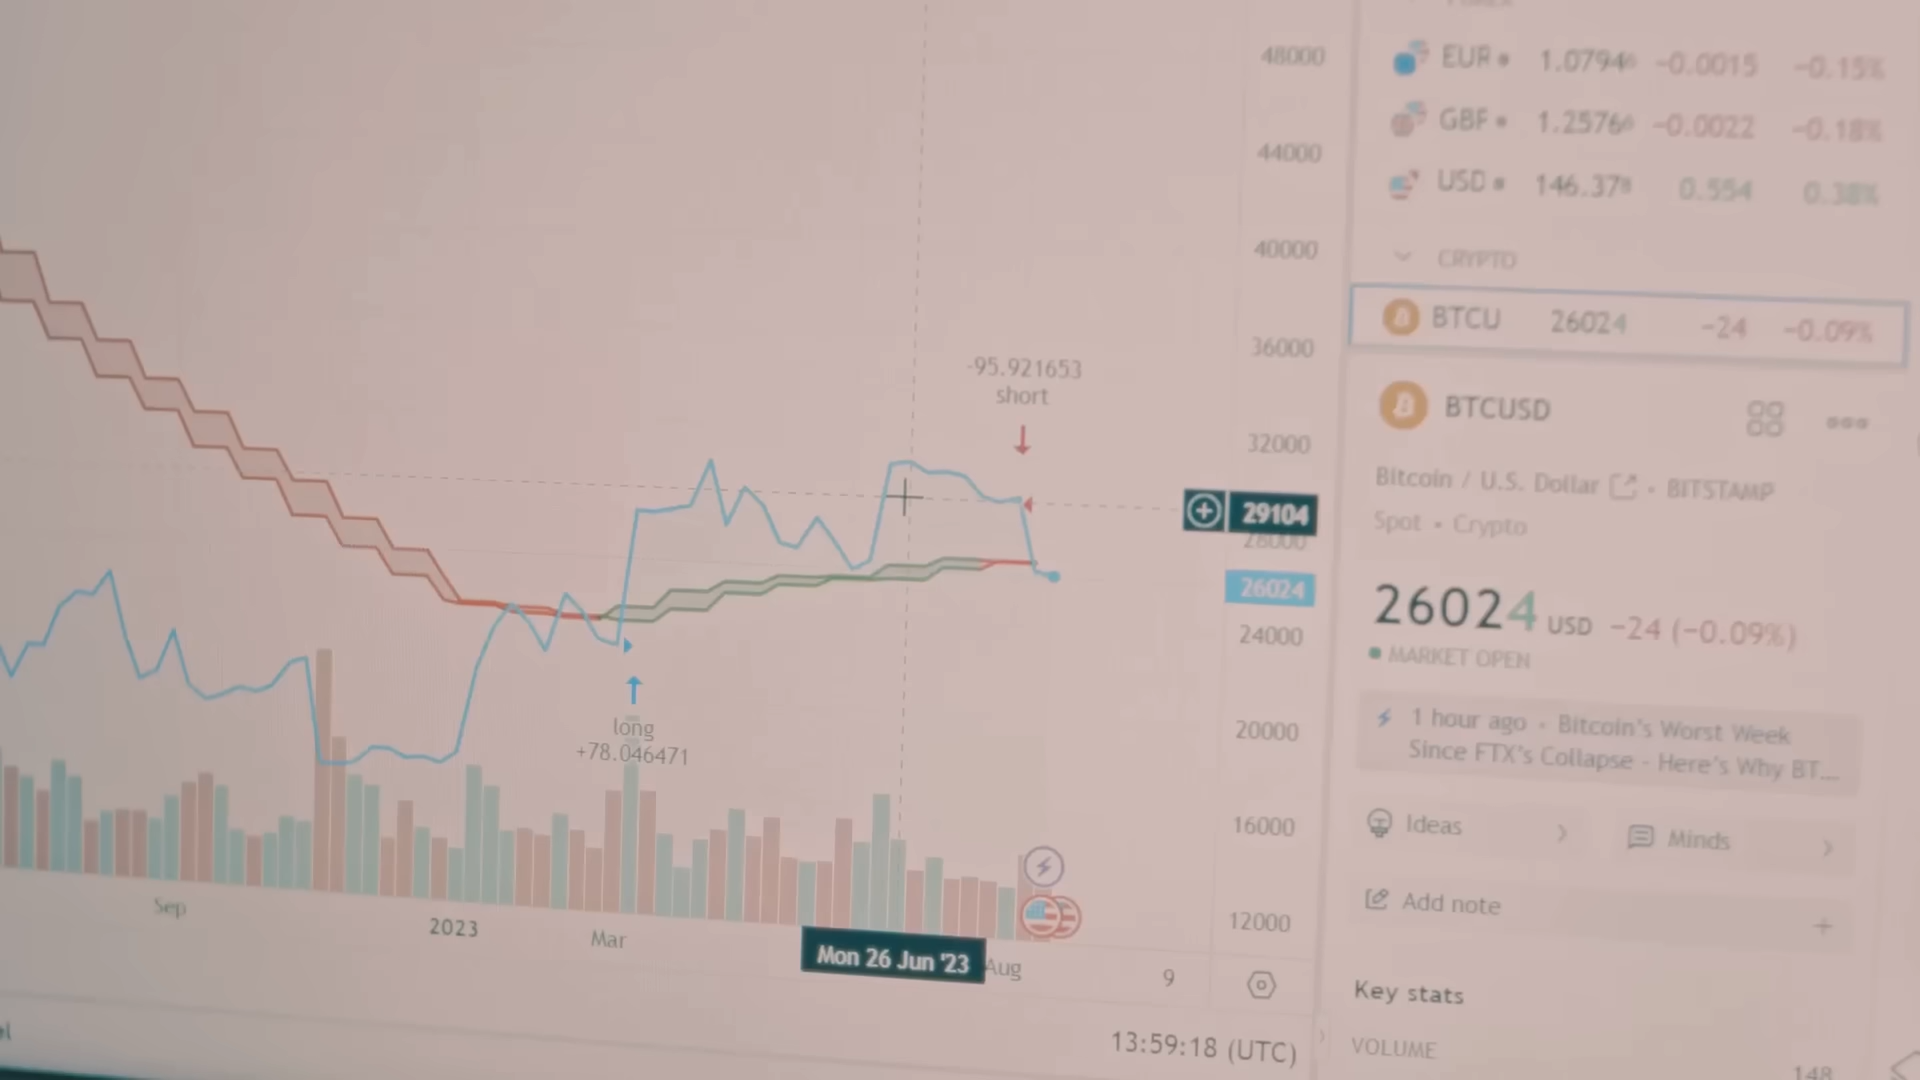 48000
44000
40000
36000
32000
29104
28000
26024
24000
20000
16000
12000
-95.921653
short
long
+78.046471
Sep
2023
Mar
Mon 26 Jun '23
Aug
9
13:59:18 (UTC)
EUR 1.0794 -0.0015 -0.15%
GBP 1.2576 -0.0022 -0.18%
USD 146.37 0.554 0.38%
CRYPTO
BTCU 26024 -24 -0.09%
BTCUSD
Bitcoin / U.S. Dollar • BITSTAMP
Spot • Crypto
26024 USD -24 (-0.09%)
MARKET OPEN
1 hour ago • Bitcoin's Worst Week
Since FTX's Collapse - Here's Why BT...
Ideas
Minds
Add note
Key stats
VOLUME